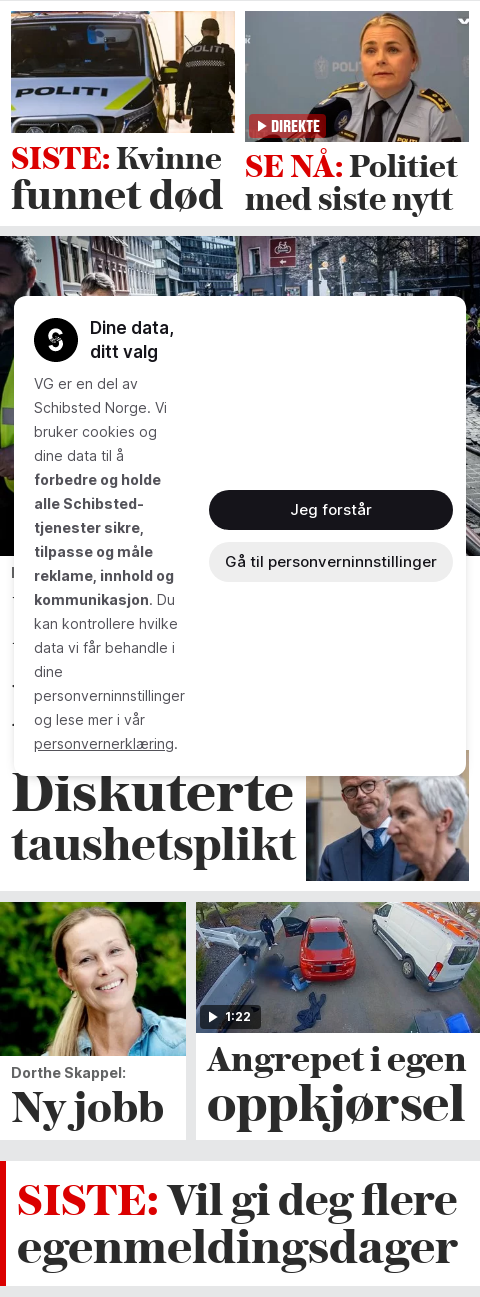 POLITI
POLITI
POLITI
DIREKTE
SISTE: Kvinne
funnet død
SE NÅ: Politiet
med siste nytt
Dine data,
ditt valg
VG er en del av
Schibsted Norge. Vi
bruker cookies og
dine data til å
forbedre og holde
alle Schibsted-
tjenester sikre,
tilpasse og måle
reklame, innhold og
kommunikasjon. Du
kan kontrollere hvilke
data vi får behandle i
dine
personverninnstillinger
og lese mer i vår
personvernerklæring.
Jeg forstår
Gå til personverninnstillinger
Diskuterte
taushetsplikt
1:22
Dorthe Skappel:
Ny jobb
Angrepet i egen
oppkjørsel
SISTE: Vil gi deg flere
egenmeldingsdager